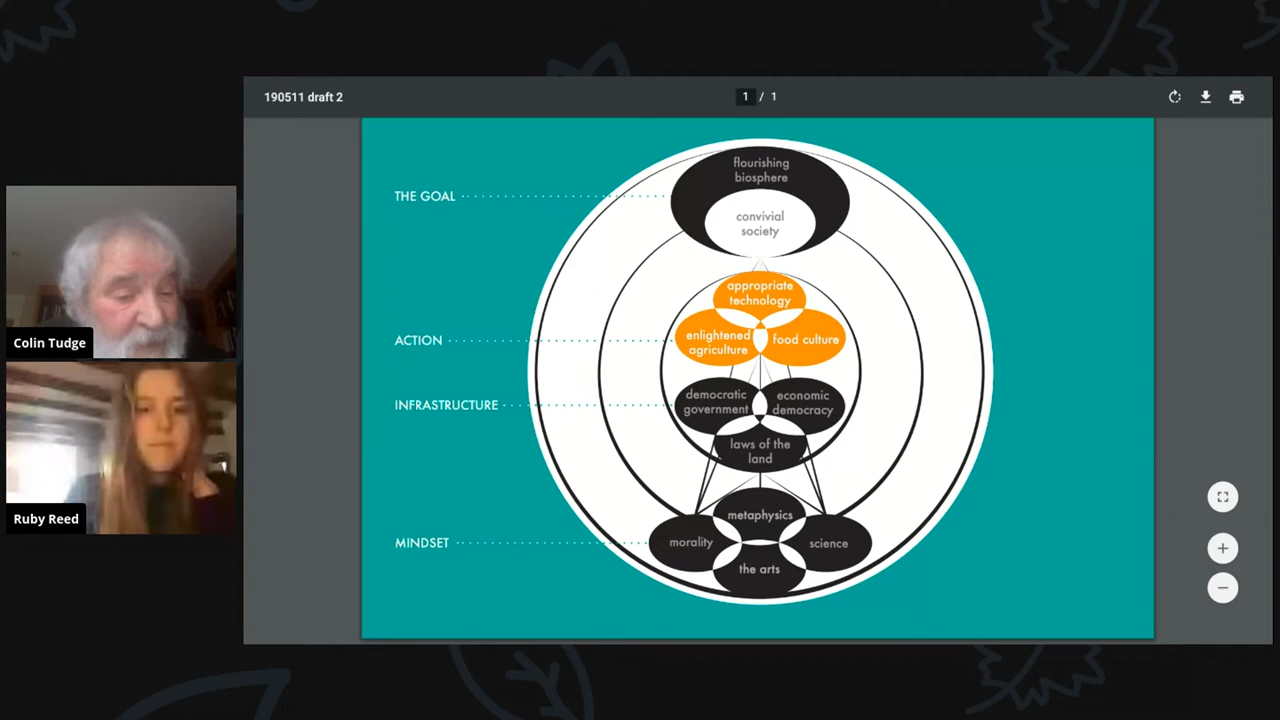 190511 draft 2
1 / 1
flourishing
biosphere
THE GOAL
convivial
society
appropriate
technology
ACTION
enlightened
agriculture
food culture
INFRASTRUCTURE
democratic
government
economic
democracy
laws of the
land
metaphysics
MINDSET
morality
science
the arts
Colin Tudge
Ruby Reed